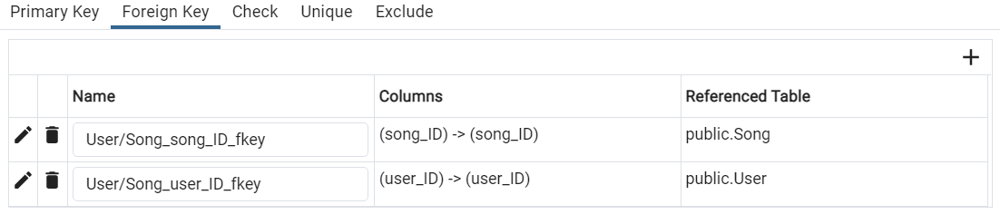 Primary Key Foreign Key Check Unique Exclude
Name Columns Referenced Table
User/Song_song_ID_fkey (song_ID) -> (song_ID) public.Song
User/Song_user_ID_fkey (user_ID) -> (user_ID) public.User